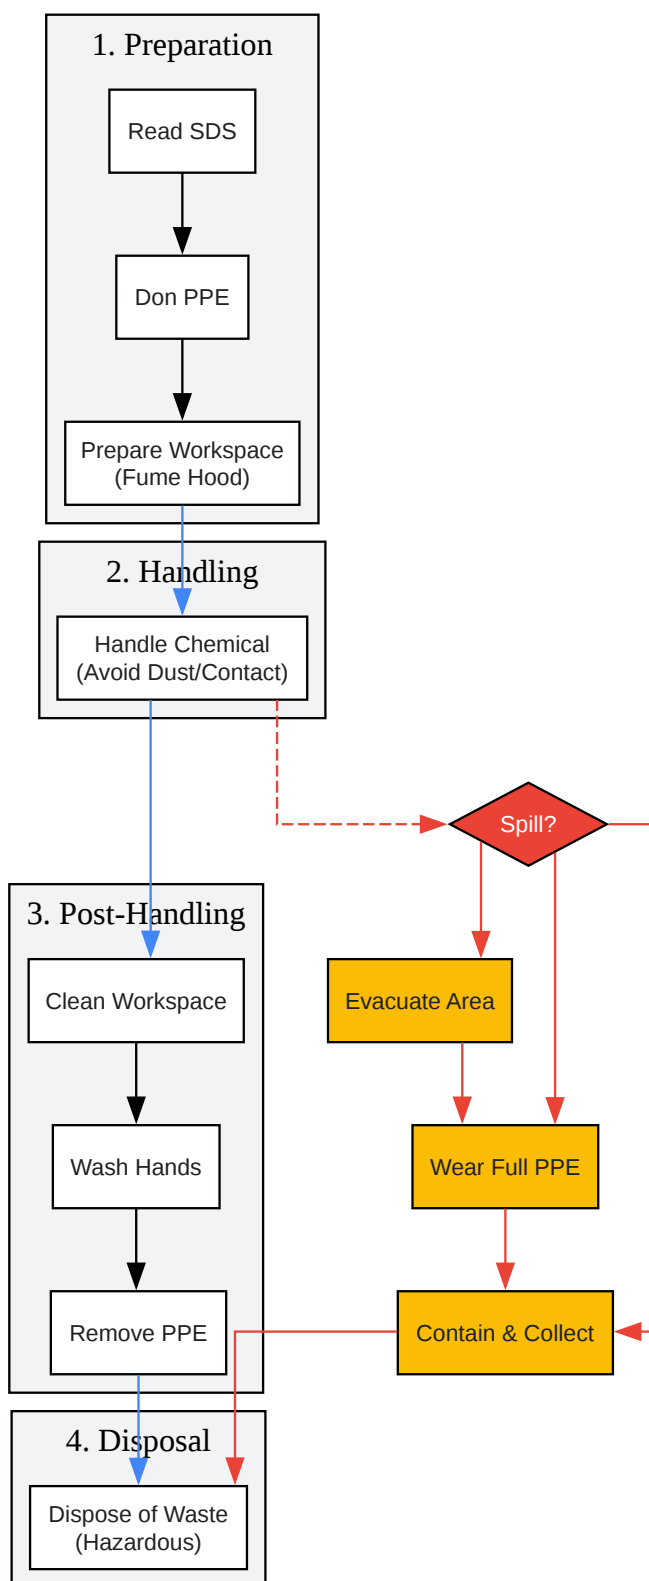 1. Preparation
Read SDS
Don PPE
Prepare Workspace
(Fume Hood)
2. Handling
Handle Chemical
(Avoid Dust/Contact)
Spill?
3. Post-Handling
Clean Workspace
Evacuate Area
Wash Hands
Wear Full PPE
Remove PPE
Contain & Collect
4. Disposal
Dispose of Waste
(Hazardous)